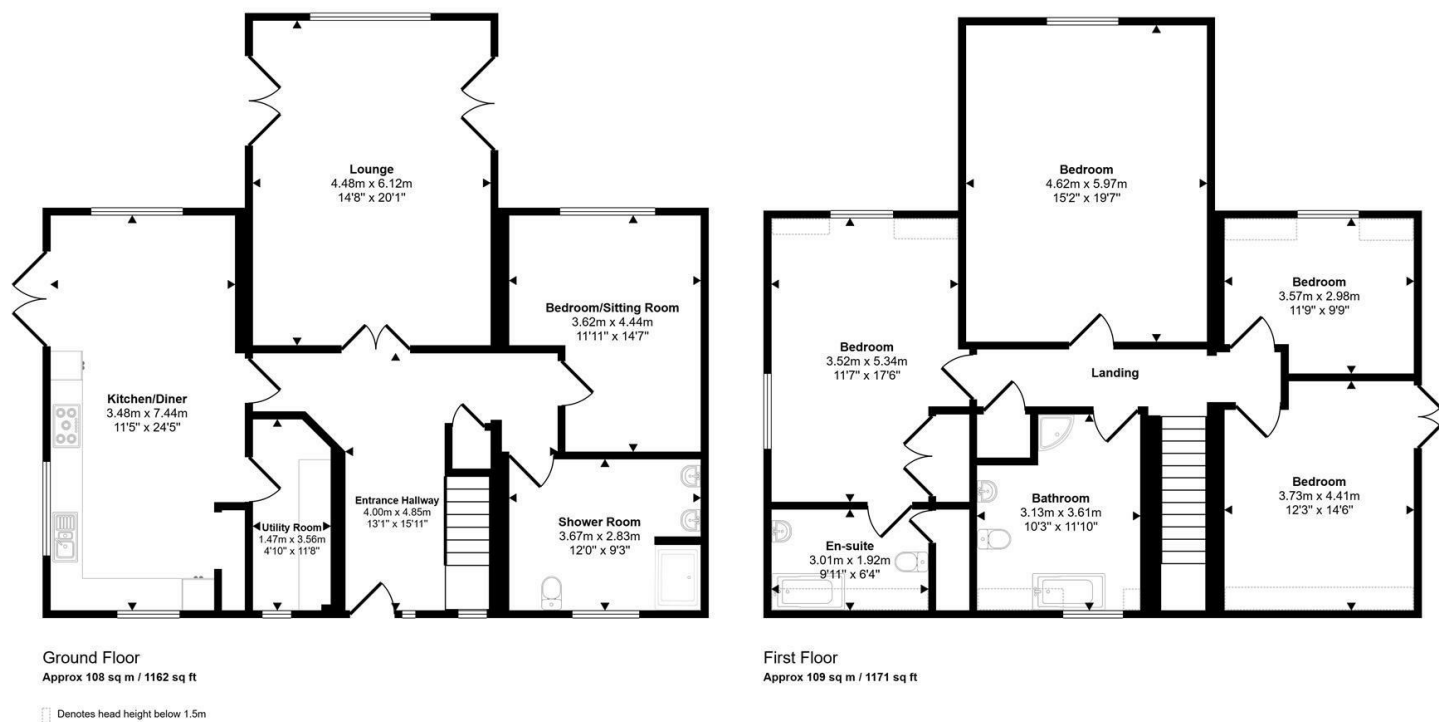 Lounge
4.48m x 6.12m
14'8" x 20'1"
Bedroom/Sitting Room
3.62m x 4.44m
11'11" x 14'7"
Kitchen/Diner
3.48m x 7.44m
11'5" x 24'5"
Utility Room
1.47m x 3.56m
4'10" x 11'8"
Entrance Hallway
4.00m x 4.85m
13'1" x 15'11"
Shower Room
3.67m x 2.83m
12'0" x 9'3"
Ground Floor
Approx 108 sq m / 1162 sq ft
Denotes head height below 1.5m
Bedroom
4.62m x 5.97m
15'2" x 19'7"
Bedroom
3.57m x 2.98m
11'9" x 9'9"
Bedroom
3.52m x 5.34m
11'7" x 17'6"
Landing
Bedroom
3.73m x 4.41m
12'3" x 14'6"
Bathroom
3.13m x 3.61m
10'3" x 11'10"
En-suite
3.01m x 1.92m
9'11" x 6'4"
First Floor
Approx 109 sq m / 1171 sq ft